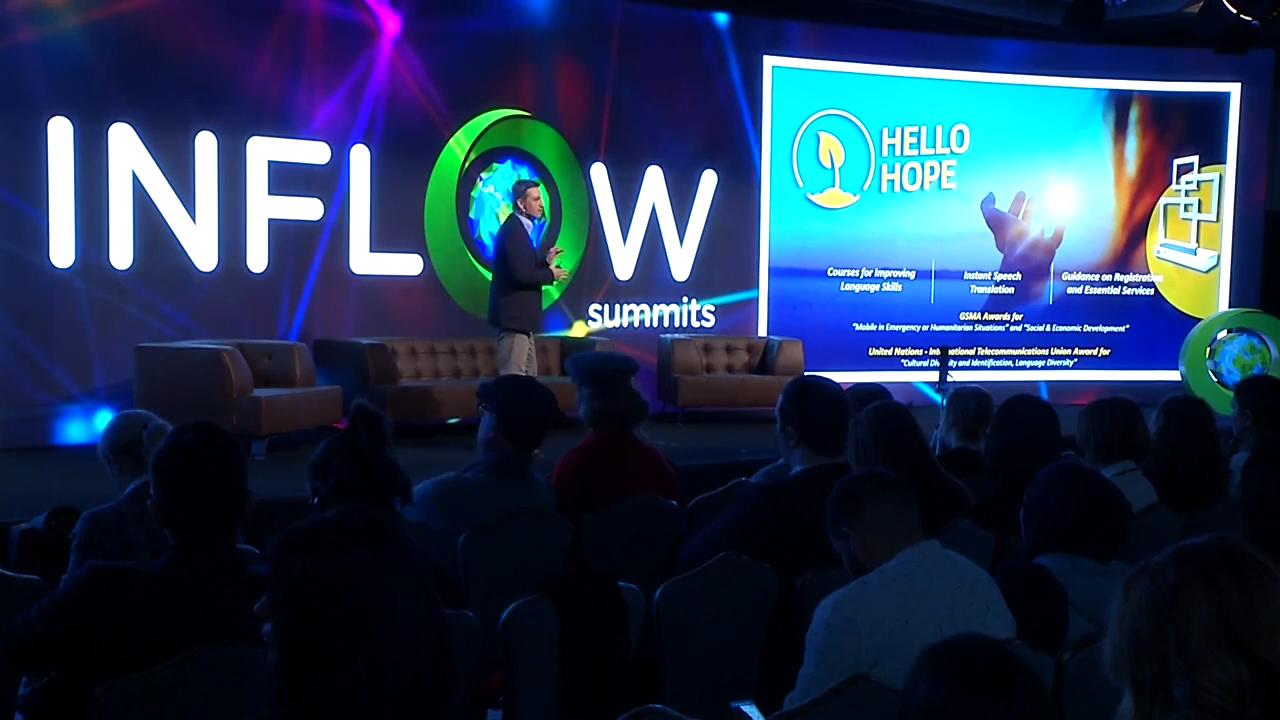 INFLOW
summits
HELLO
HOPE
Courses for Improving
Language Skills
Instant Speech
Translation
Guidance on Registration
and Essential Services
GSMA Awards for
"Mobile in Emergency or Humanitarian Situations" and "Social & Economic Development"
United Nations - International Telecommunications Union Award for
"Cultural Diversity and Identification, Language Diversity"